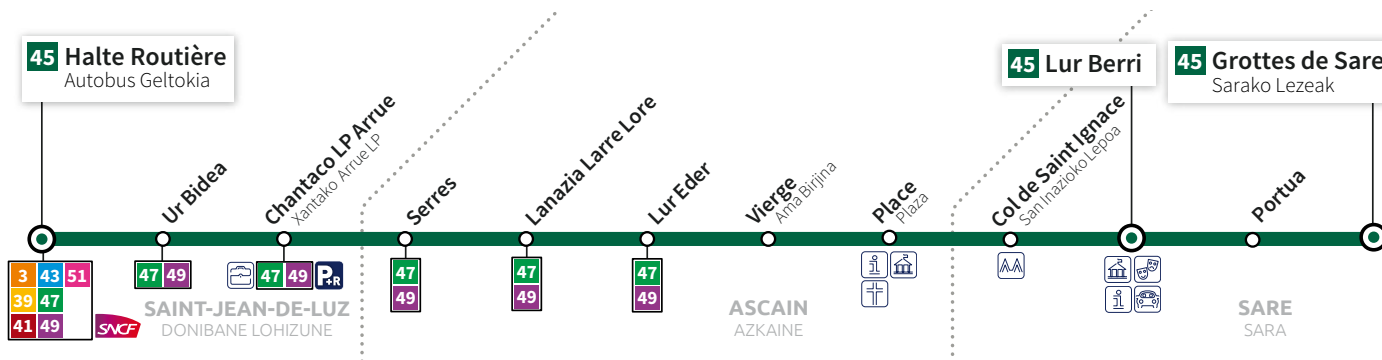 45 Halte Routière
Autobus Geltokia
Ur Bidea
Chantaco LP Arrue
Xantako Arrue LP
Serres
Lanazia Larre Lore
Lur Eder
Vierge
Ama Birjina
Place
Plaza
Col de Saint Ignace
San Inazioko Lepoa
45 Lur Berri
Portua
45 Grottes de Sare
Sarako Lezeak
3 43 51
39 47
41 49
SNCF
47 49
47 49
P+R
47
49
47
49
47
49
i
i
SAINT-JEAN-DE-LUZ
DONIBANE LOHIZUNE
ASCAIN
AZKAINE
SARE
SARA